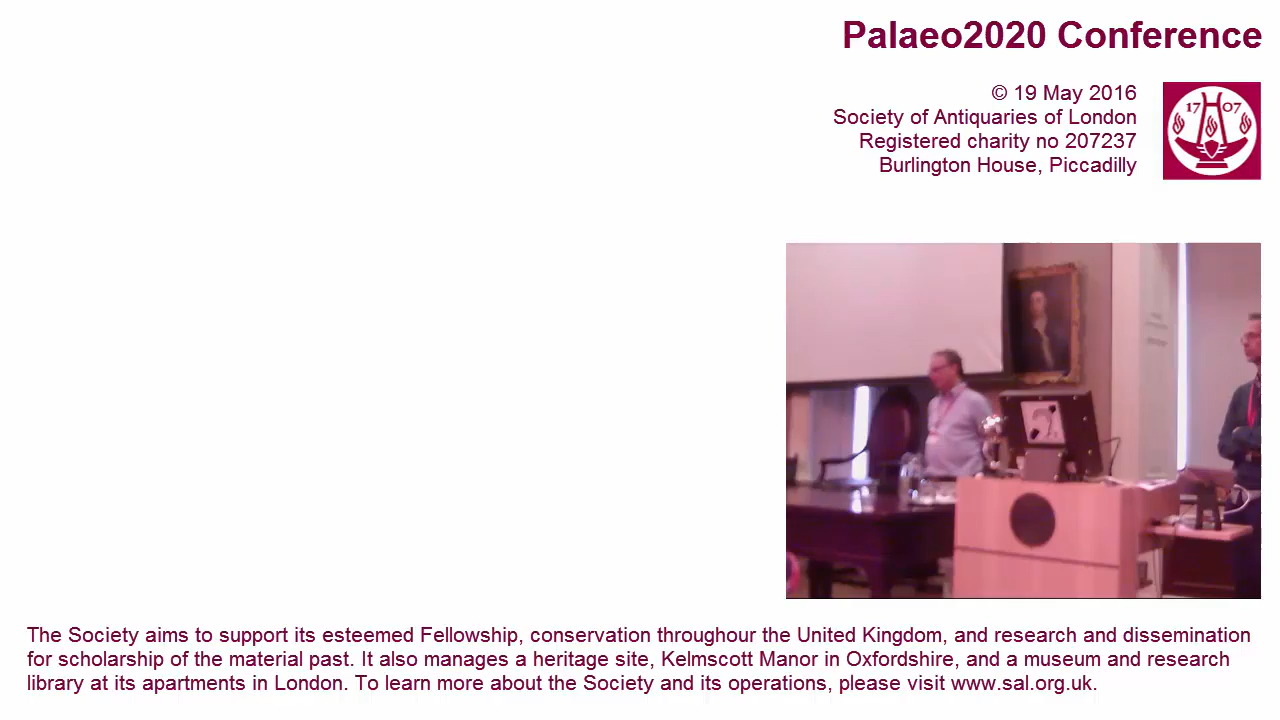 Palaeo2020 Conference
© 19 May 2016
Society of Antiquaries of London
Registered charity no 207237
Burlington House, Piccadilly
17 07
The Society aims to support its esteemed Fellowship, conservation throughour the United Kingdom, and research and dissemination
for scholarship of the material past. It also manages a heritage site, Kelmscott Manor in Oxfordshire, and a museum and research
library at its apartments in London. To learn more about the Society and its operations, please visit www.sal.org.uk.